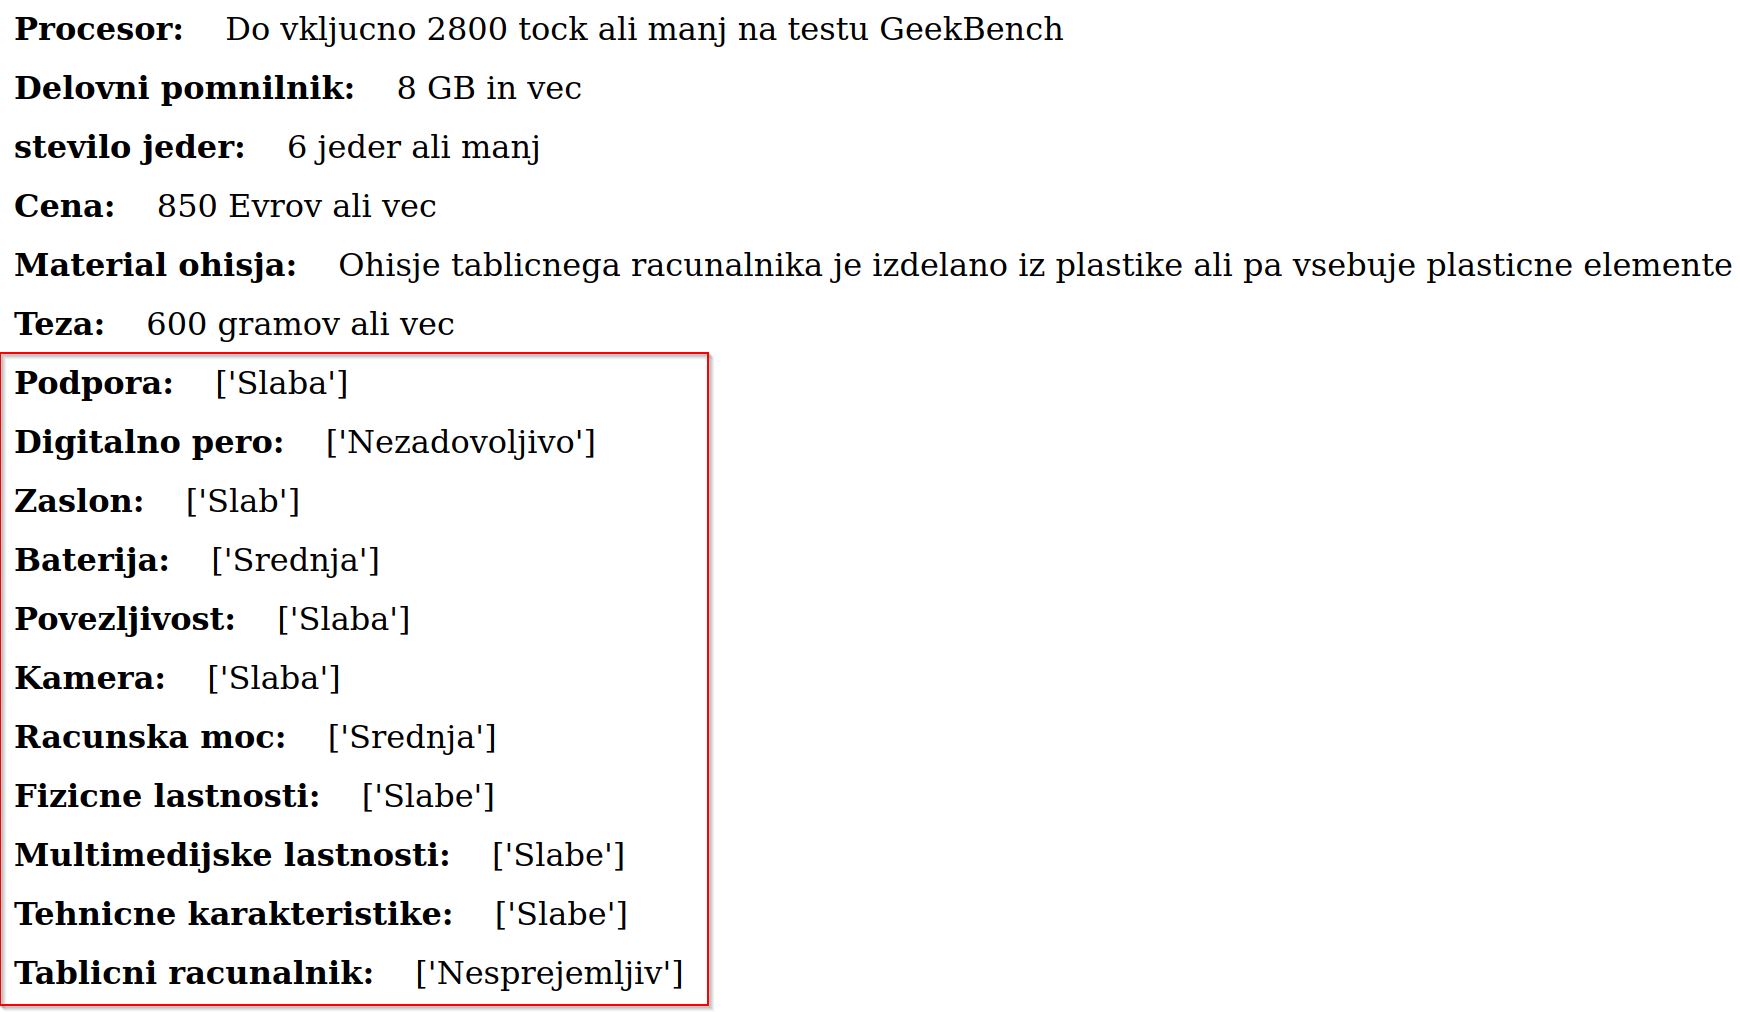 Procesor: Do vkljucno 2800 tock ali manj na testu GeekBench
Delovni pomnilnik: 8 GB in vec
stevilo jeder: 6 jeder ali manj
Cena: 850 Evrov ali vec
Material ohisja: Ohisje tablicnega racunalnika je izdelano iz plastike ali pa vsebuje plasticne elemente
Teza: 600 gramov ali vec
Podpora: ['Slaba']
Digitalno pero: ['Nezadovoljivo']
Zaslon: ['Slab']
Baterija: ['Srednja']
Povezljivost: ['Slaba']
Kamera: ['Slaba']
Racunska moc: ['Srednja']
Fizicne lastnosti: ['Slabe']
Multimedijske lastnosti: ['Slabe']
Tehnicne karakteristike: ['Slabe']
Tablicni racunalnik: ['Nesprejemljiv']